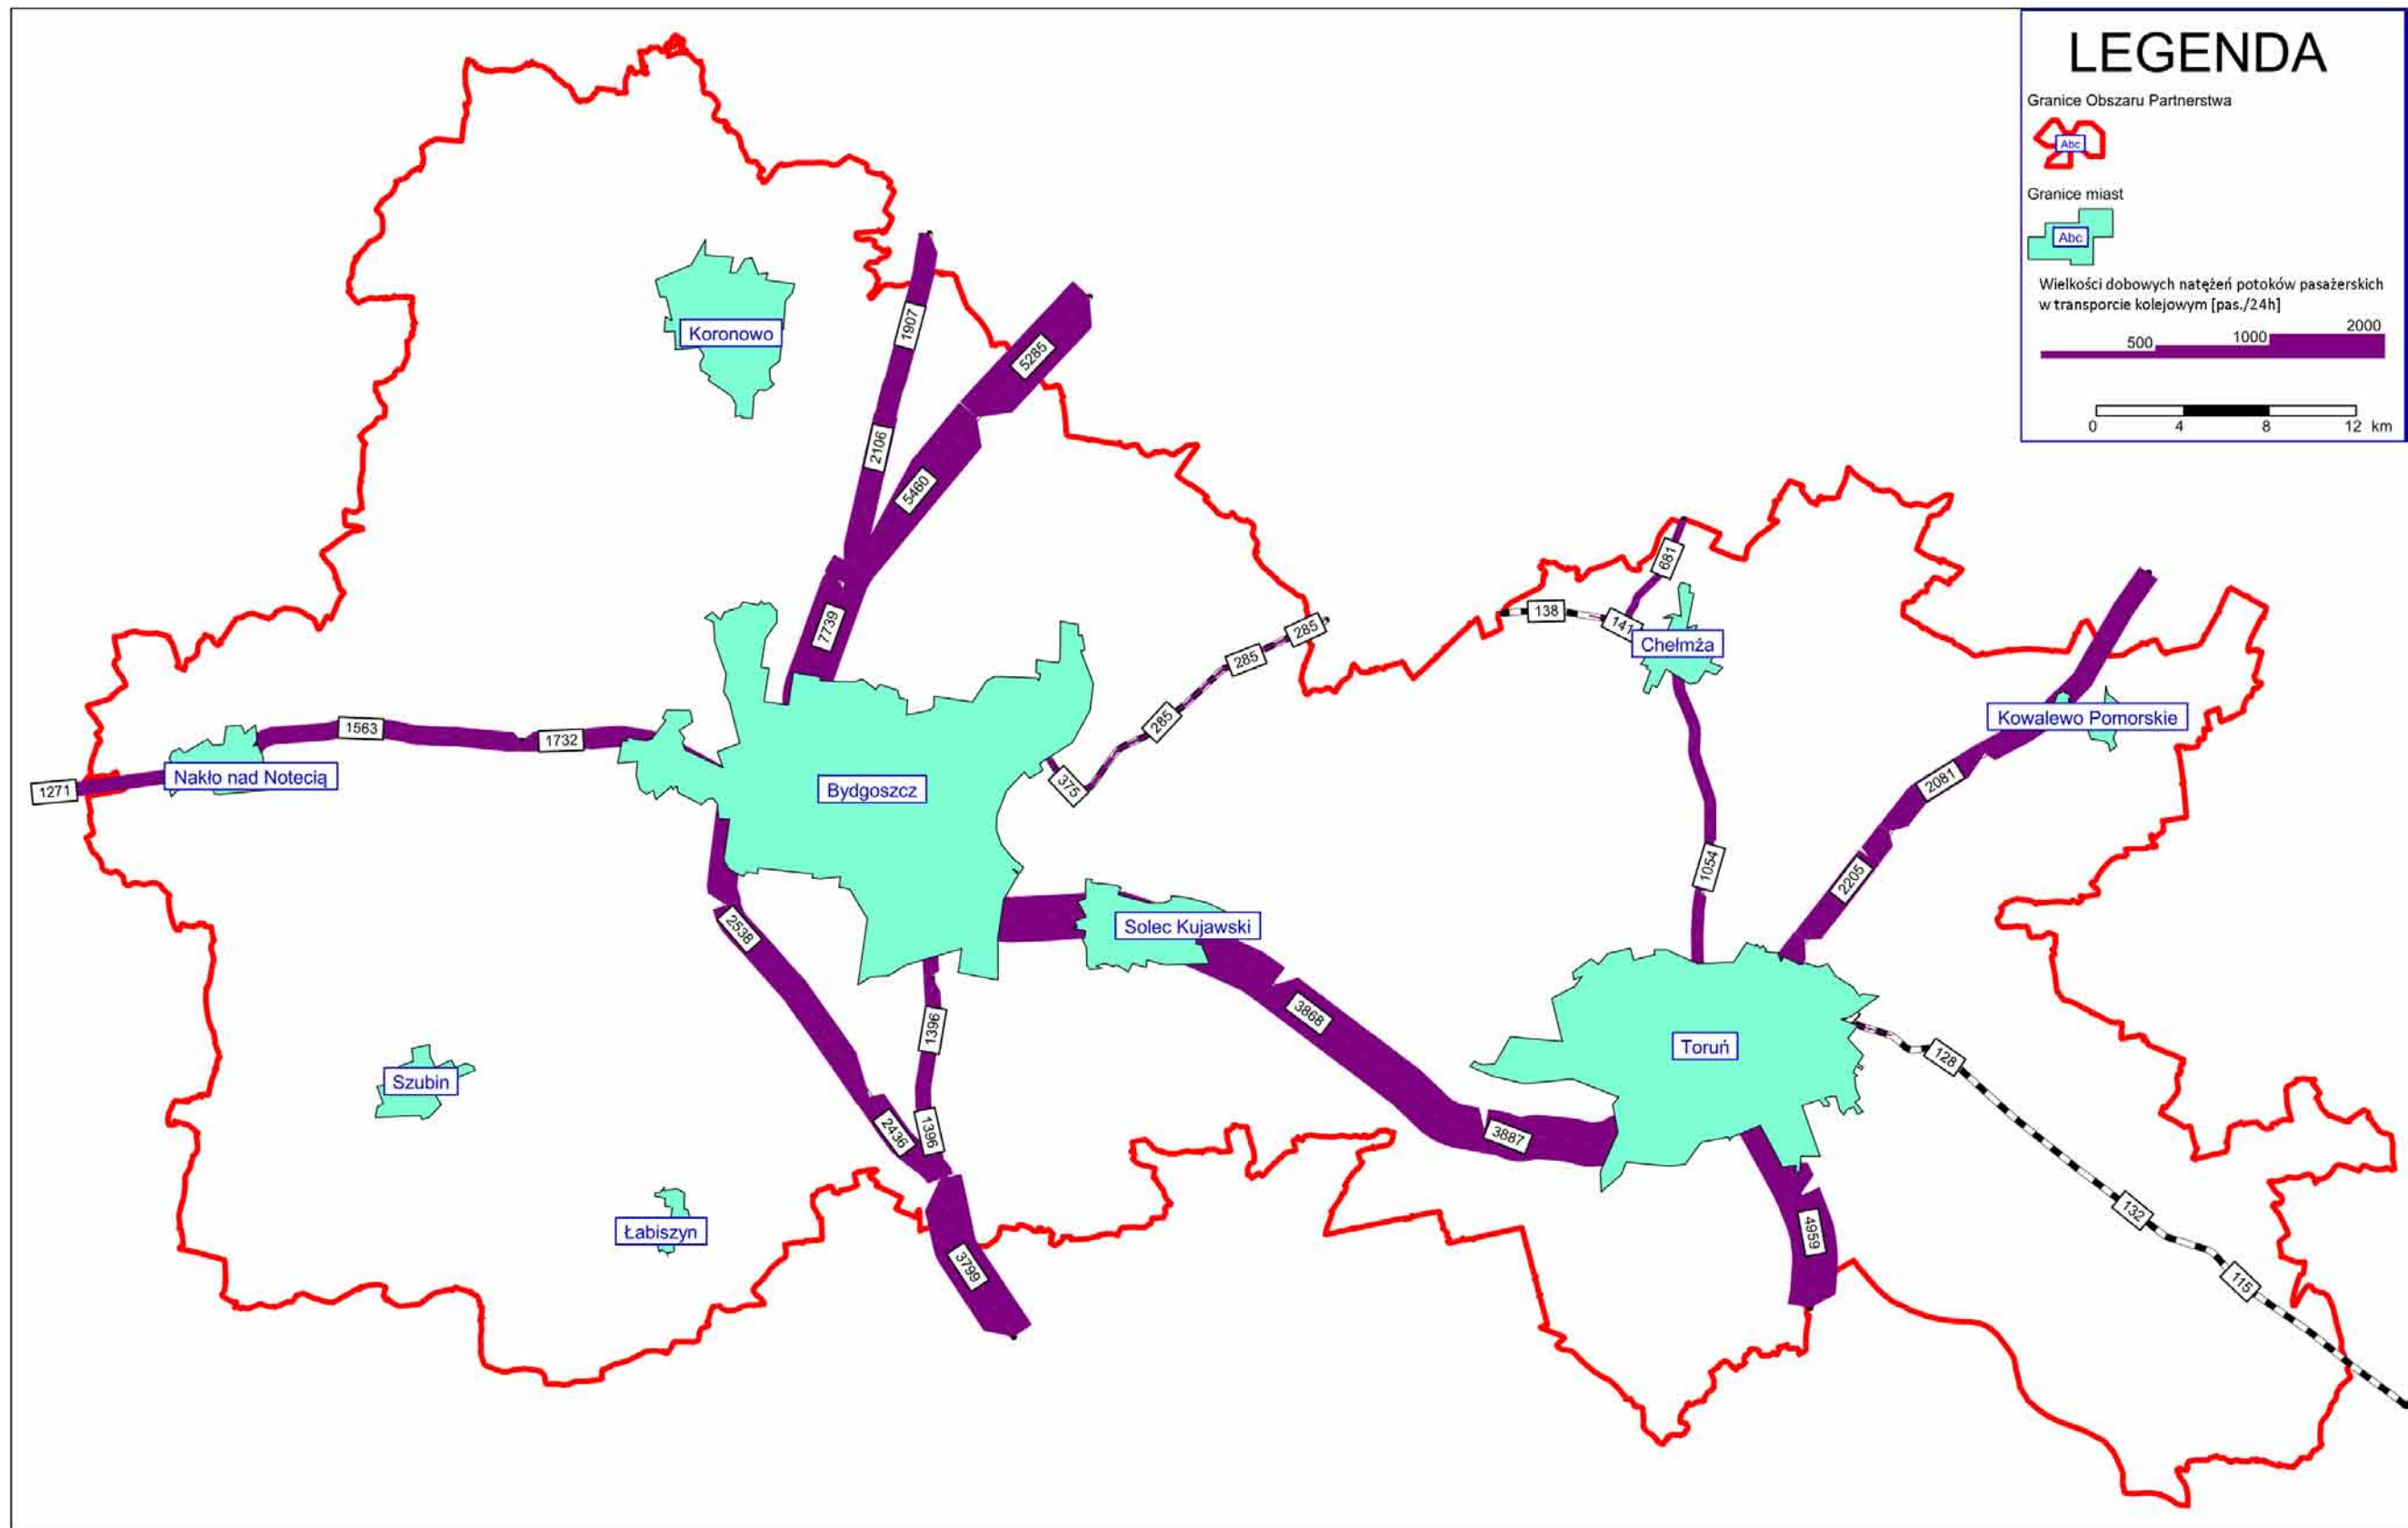 LEGENDA
Granice Obszaru Partnerstwa
Abc
Granice miast
Abc
Wielkości dobowych natężeń potoków pasażerskich
w transporcie kolejowym [pas./24h]
500
1000
2000
0
4
8
12 km
1907
5285
Koronowo
2106
5460
681
138
141
7739
285
Chełmża
285
Kowalewo Pomorskie
285
1563
1732
Nakło nad Notecią
1271
375
Bydgoszcz
2081
1054
2205
2538
Solec Kujawski
3868
1396
Toruń
128
Szubin
1396
2436
3887
132
Łabiszyn
4959
3799
115